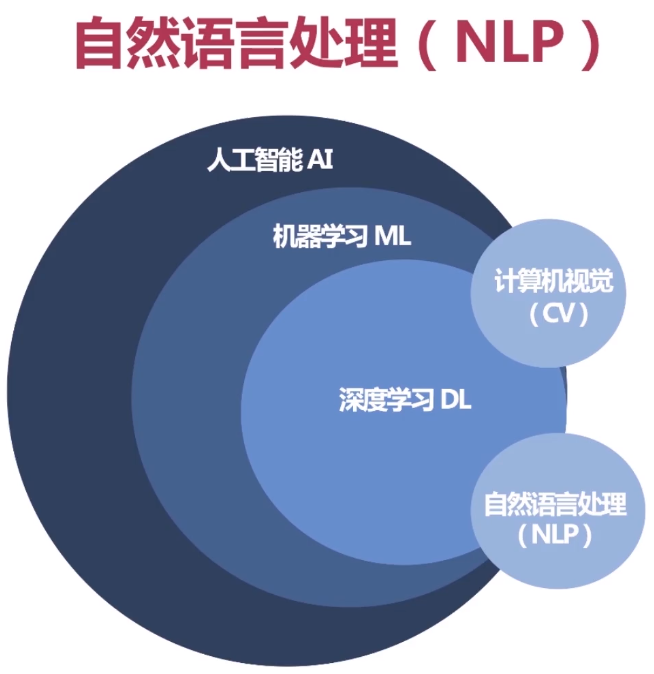 自然语言处理（NLP）
人工智能 AI
机器学习 ML
计算机视觉
（CV）
深度学习 DL
自然语言处理
（NLP）